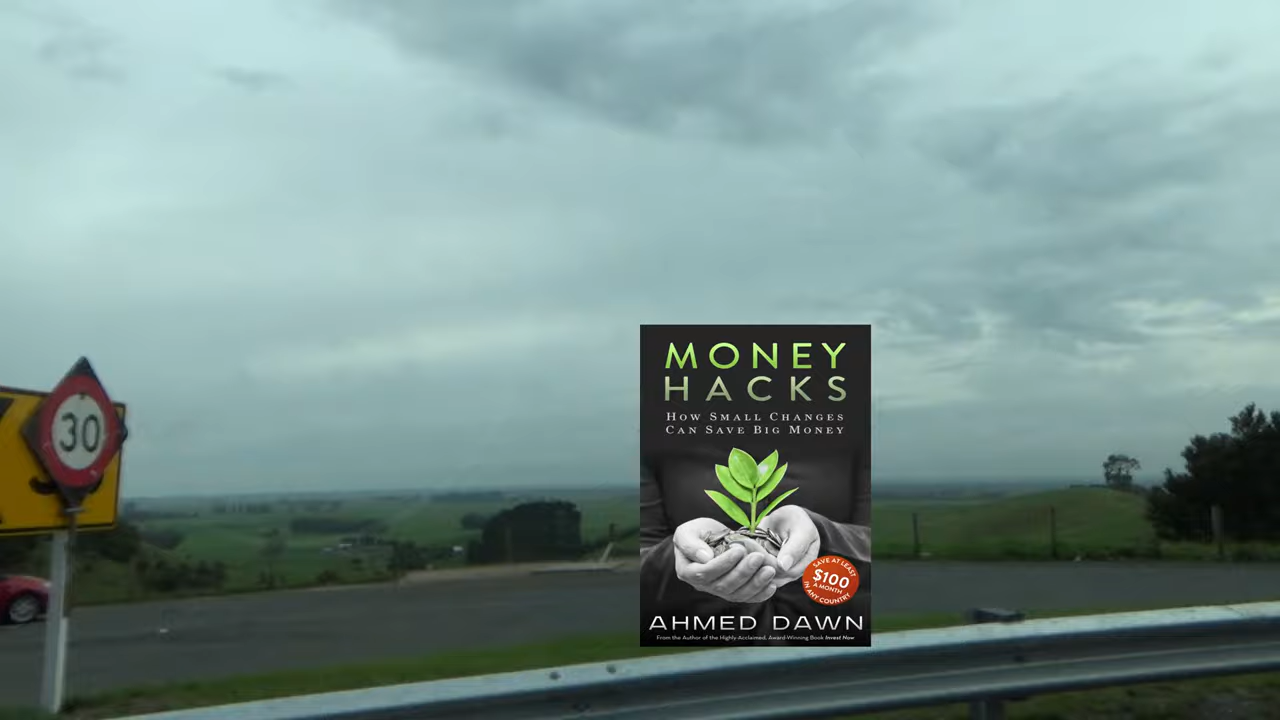 30
MONEY
HACKS
HOW SMALL CHANGES
CAN SAVE BIG MONEY
SAVE AT LEAST
$100
A MONTH
IN ANY COUNTRY
AHMED DAWN
From the Author of the Highly-Acclaimed, Award-Winning Book Invest Now